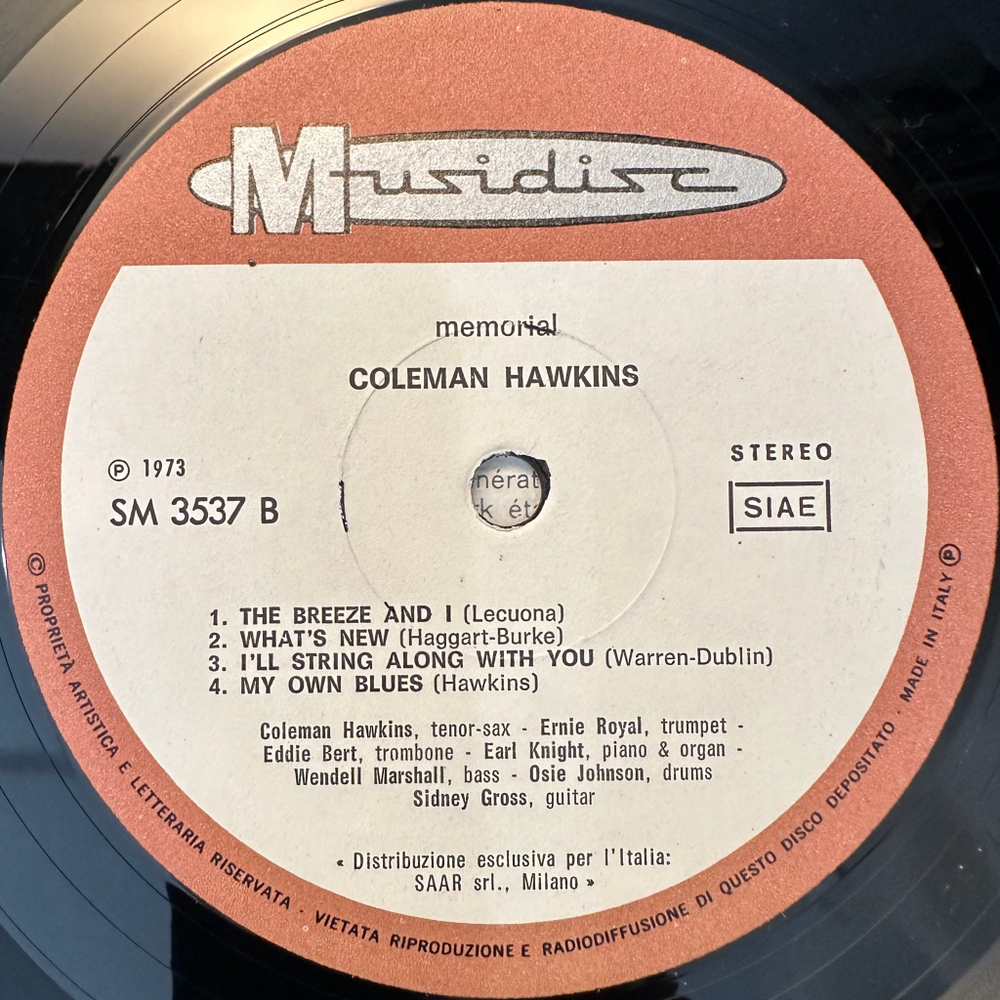 Musidisc
memorial
COLEMAN HAWKINS
Ⓟ 1973
SM 3537 B
STEREO
SIAE
nérat
k ét
1. THE BREEZE AND I (Lecuona)
2. WHAT'S NEW (Haggart-Burke)
3. I'LL STRING ALONG WITH YOU (Warren-Dublin)
4. MY OWN BLUES (Hawkins)
Coleman Hawkins, tenor-sax - Ernie Royal, trumpet -
Eddie Bert, trombone - Earl Knight, piano & organ -
Wendell Marshall, bass - Osie Johnson, drums
Sidney Gross, guitar
« Distribuzione esclusiva per l'Italia:
SAAR srl., Milano »
© PROPRIETÀ ARTISTICA E LETTERARIA RISERVATA · VIETATA RIPRODUZIONE E RADIODIFFUSIONE DI QUESTO DISCO DEPOSITATO · MADE IN ITALY Ⓟ